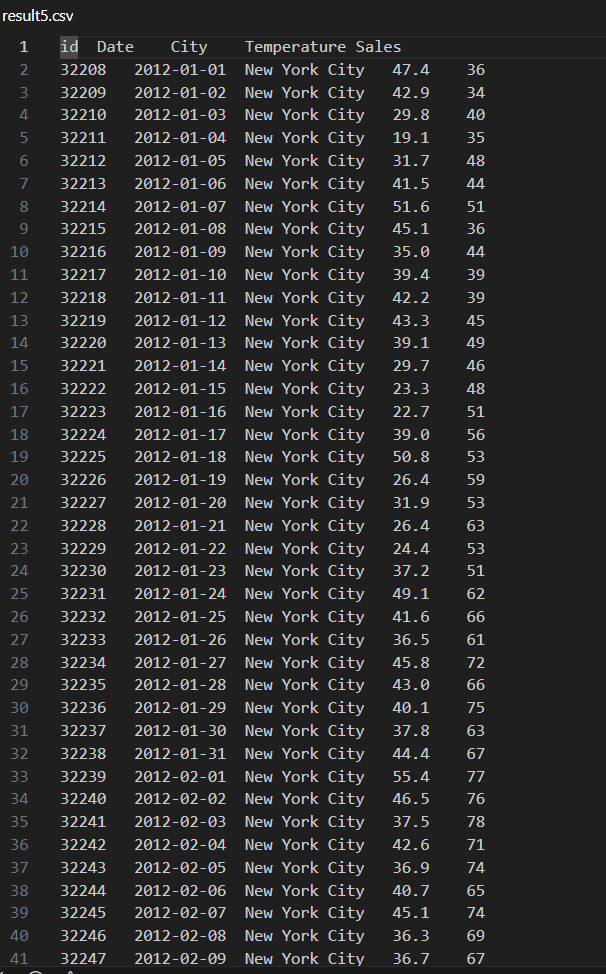 result5.csv
1 id Date City Temperature Sales
2 32208 2012-01-01 New York City 47.4 36
3 32209 2012-01-02 New York City 42.9 34
4 32210 2012-01-03 New York City 29.8 40
5 32211 2012-01-04 New York City 19.1 35
6 32212 2012-01-05 New York City 31.7 48
7 32213 2012-01-06 New York City 41.5 44
8 32214 2012-01-07 New York City 51.6 51
9 32215 2012-01-08 New York City 45.1 36
10 32216 2012-01-09 New York City 35.0 44
11 32217 2012-01-10 New York City 39.4 39
12 32218 2012-01-11 New York City 42.2 39
13 32219 2012-01-12 New York City 43.3 45
14 32220 2012-01-13 New York City 39.1 49
15 32221 2012-01-14 New York City 29.7 46
16 32222 2012-01-15 New York City 23.3 48
17 32223 2012-01-16 New York City 22.7 51
18 32224 2012-01-17 New York City 39.0 56
19 32225 2012-01-18 New York City 50.8 53
20 32226 2012-01-19 New York City 26.4 59
21 32227 2012-01-20 New York City 31.9 53
22 32228 2012-01-21 New York City 26.4 63
23 32229 2012-01-22 New York City 24.4 53
24 32230 2012-01-23 New York City 37.2 51
25 32231 2012-01-24 New York City 49.1 62
26 32232 2012-01-25 New York City 41.6 66
27 32233 2012-01-26 New York City 36.5 61
28 32234 2012-01-27 New York City 45.8 72
29 32235 2012-01-28 New York City 43.0 66
30 32236 2012-01-29 New York City 40.1 75
31 32237 2012-01-30 New York City 37.8 63
32 32238 2012-01-31 New York City 44.4 67
33 32239 2012-02-01 New York City 55.4 77
34 32240 2012-02-02 New York City 46.5 76
35 32241 2012-02-03 New York City 37.5 78
36 32242 2012-02-04 New York City 42.6 71
37 32243 2012-02-05 New York City 36.9 74
38 32244 2012-02-06 New York City 40.7 65
39 32245 2012-02-07 New York City 45.1 74
40 32246 2012-02-08 New York City 36.3 69
41 32247 2012-02-09 New York City 36.7 67